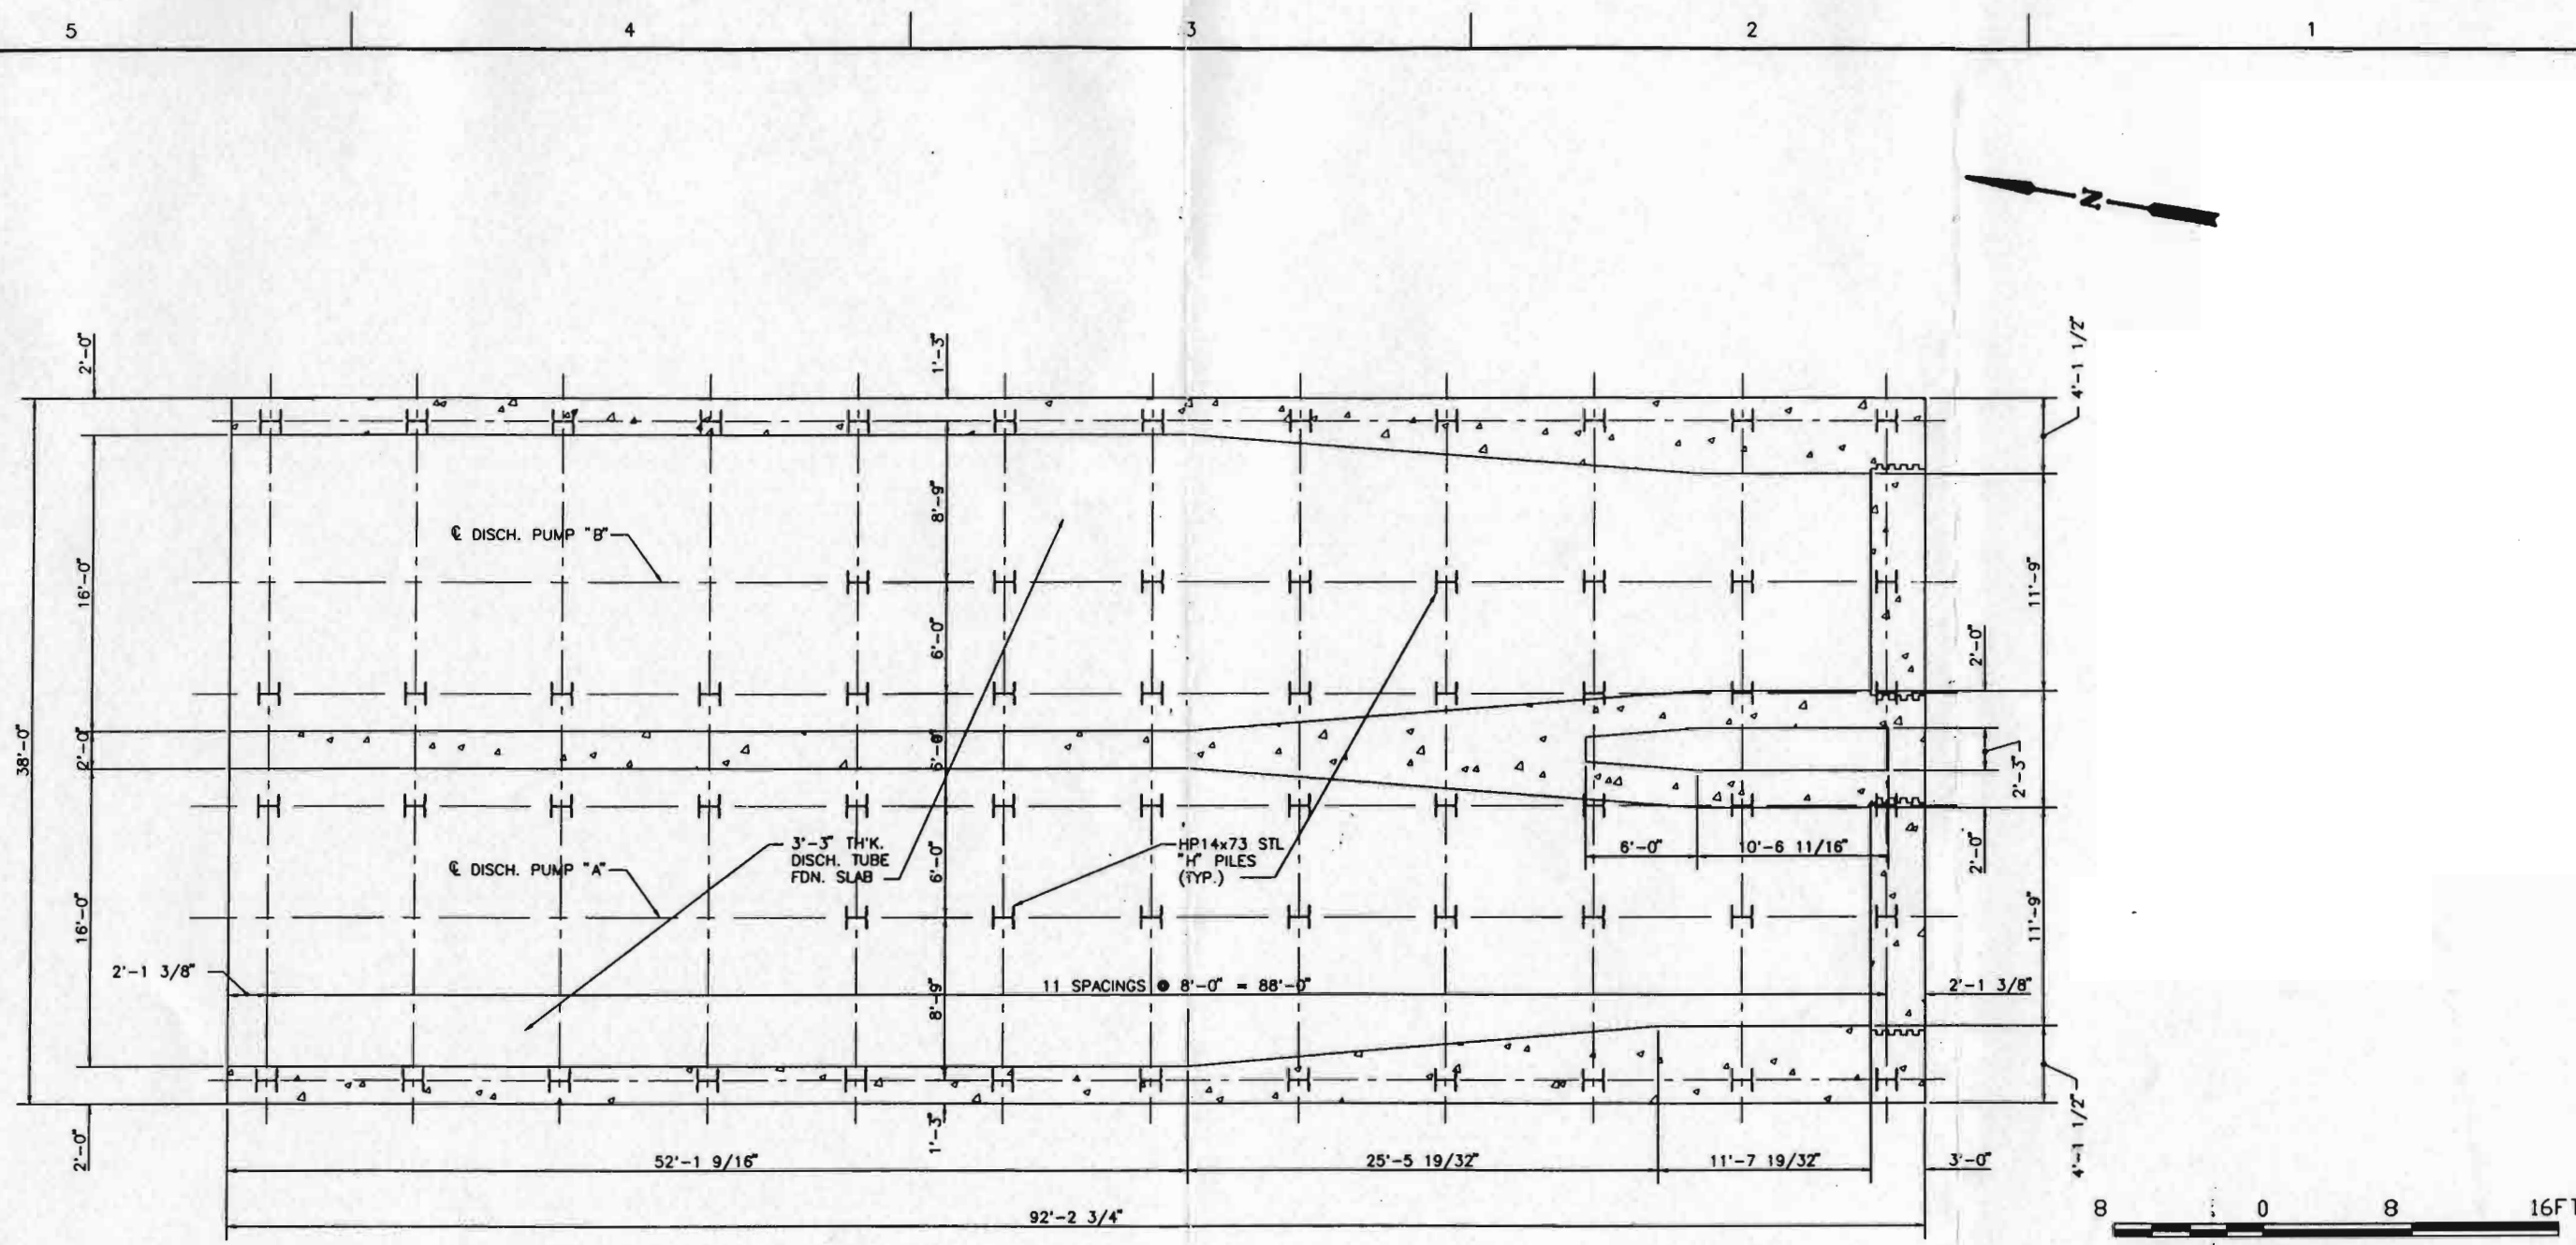 5 4 3 2 1
N
2'-0"
1'-3"
4'-1 1/2"
8'-9"
℄ DISCH. PUMP "B"
16'-0"
11'-9"
6'-0"
2'-0"
38'-0"
2'-0"
2'-3"
3'-3" TH'K.
DISCH. TUBE
FDN. SLAB
HP14x73 STL
"H" PILES
(TYP.)
6'-0"
10'-6 11/16"
6'-0"
2'-0"
℄ DISCH. PUMP "A"
16'-0"
11'-9"
2'-1 3/8"
8'-9"
11 SPACINGS @ 8'-0" = 88'-0"
2'-1 3/8"
2'-0"
1'-3"
4'-1 1/2"
52'-1 9/16"
25'-5 19/32"
11'-7 19/32"
3'-0"
92'-2 3/4"
8 0 8 16FT